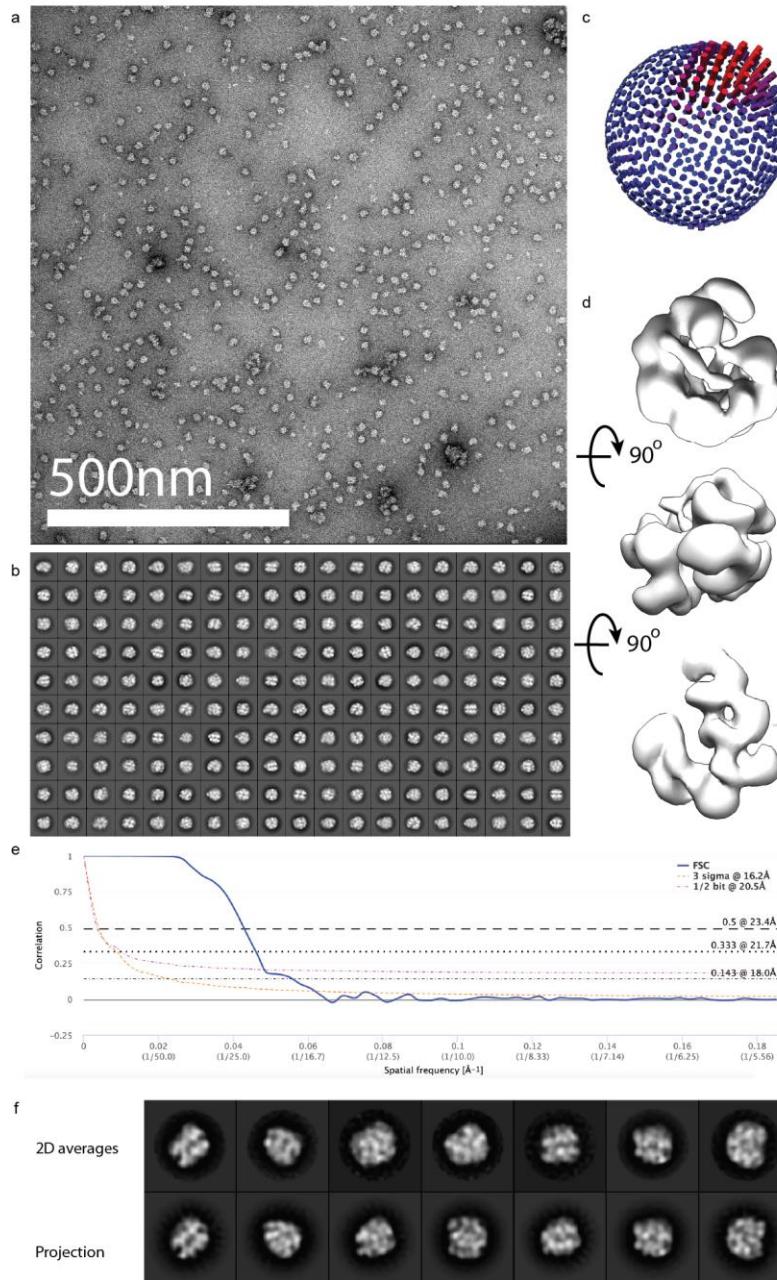 a
500nm
b
c
d
90°
90°
e
1
0.75
0.5
0.25
0
-0.25
Correlation
FSC
3 sigma @ 16.2Å
1/2 bit @ 20.5Å
0.5 @ 23.4Å
0.333 @ 21.7Å
0.143 @ 18.0Å
0 0.02 0.04 0.06 0.08 0.1 0.12 0.14 0.16 0.18
(1/50.0) (1/25.0) (1/16.7) (1/12.5) (1/10.0) (1/8.33) (1/7.14) (1/6.25) (1/5.56)
Spatial frequency [Å-1]
f
2D averages
Projection